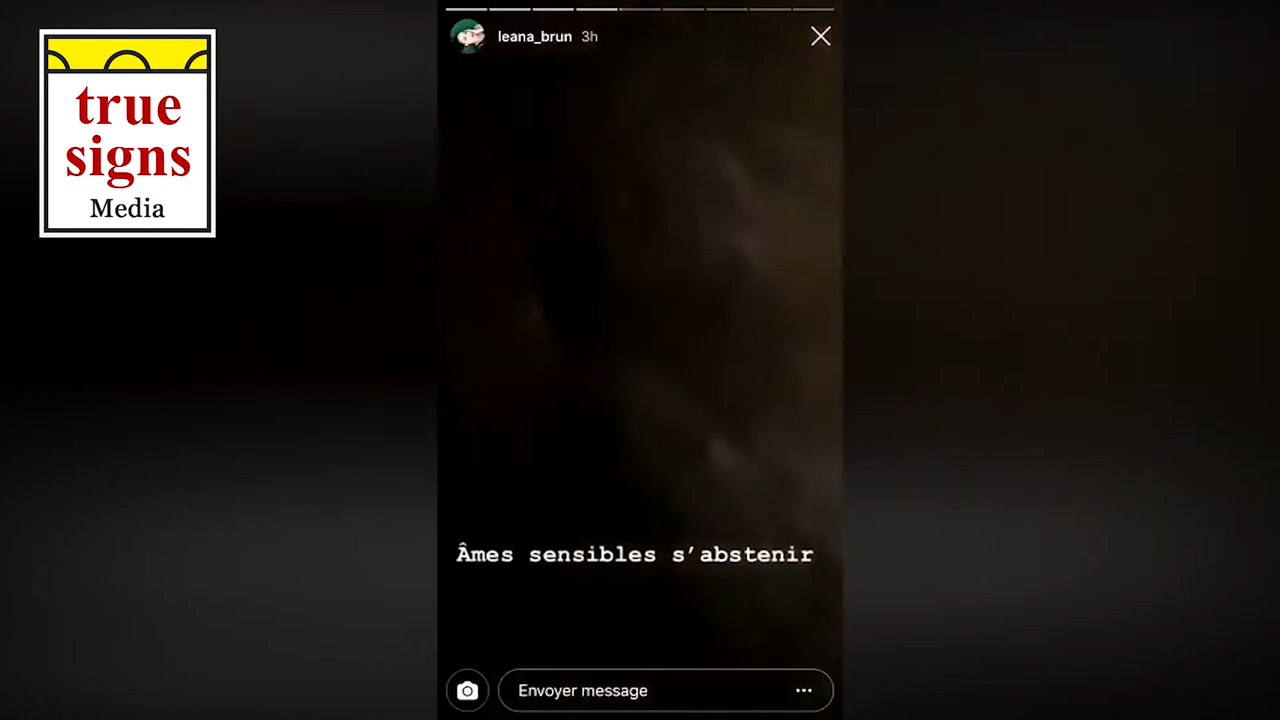 true
signs
Media
leana_brun 3h
Âmes sensibles s’abstenir
Envoyer message